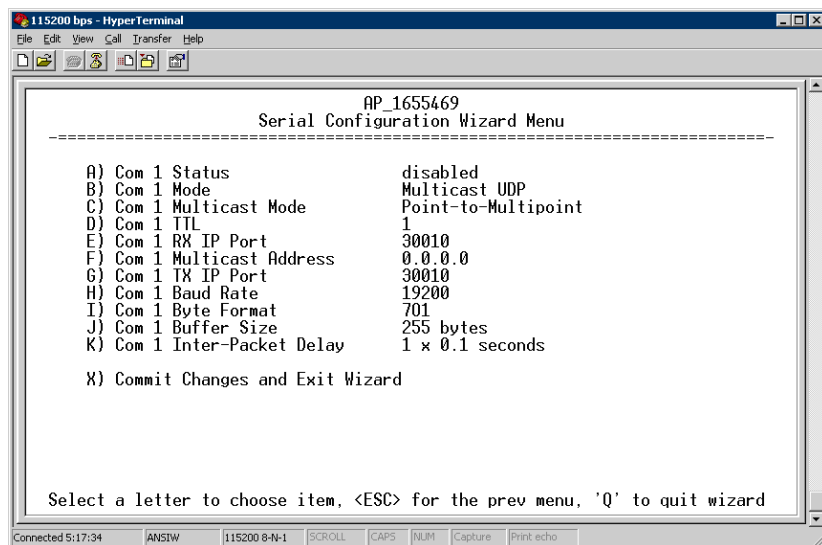 115200 bps - HyperTerminal
File Edit View Call Transfer Help
AP_1655469
Serial Configuration Wizard Menu
-==========================================================================-
A) Com 1 Status disabled
B) Com 1 Mode Multicast UDP
C) Com 1 Multicast Mode Point-to-Multipoint
D) Com 1 TTL 1
E) Com 1 RX IP Port 30010
F) Com 1 Multicast Address 0.0.0.0
G) Com 1 TX IP Port 30010
H) Com 1 Baud Rate 19200
I) Com 1 Byte Format 7O1
J) Com 1 Buffer Size 255 bytes
K) Com 1 Inter-Packet Delay 1 x 0.1 seconds
X) Commit Changes and Exit Wizard
Select a letter to choose item, <ESC> for the prev menu, 'Q' to quit wizard
Connected 5:17:34 ANSIW 115200 8-N-1 SCROLL CAPS NUM Capture Print echo